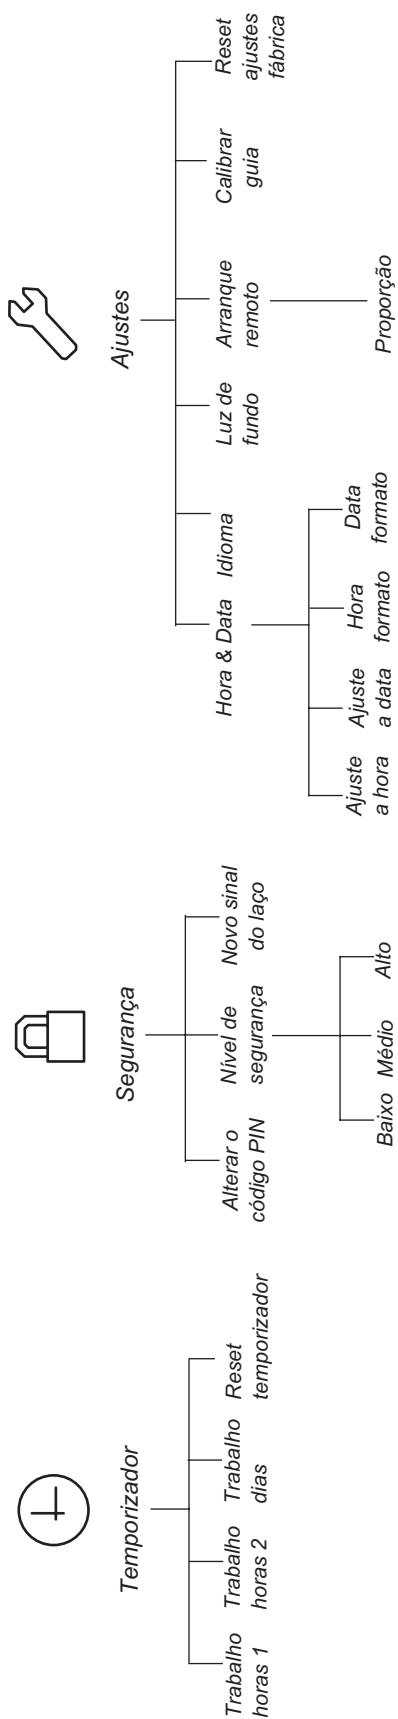 Temporizador
Trabalho
horas 1
Trabalho
horas 2
Trabalho
dias
Reset
temporizador
Segurança
Alterar o
código PIN
Nível de
segurança
Novo sinal
do laço
Baixo
Médio
Alto
Ajustes
Hora & Data
Idioma
Luz de
fundo
Arranque
remoto
Calibrar
guia
Reset
ajustes
fábrica
Ajuste
a hora
Ajuste
a data
Hora
formato
Data
formato
Proporção